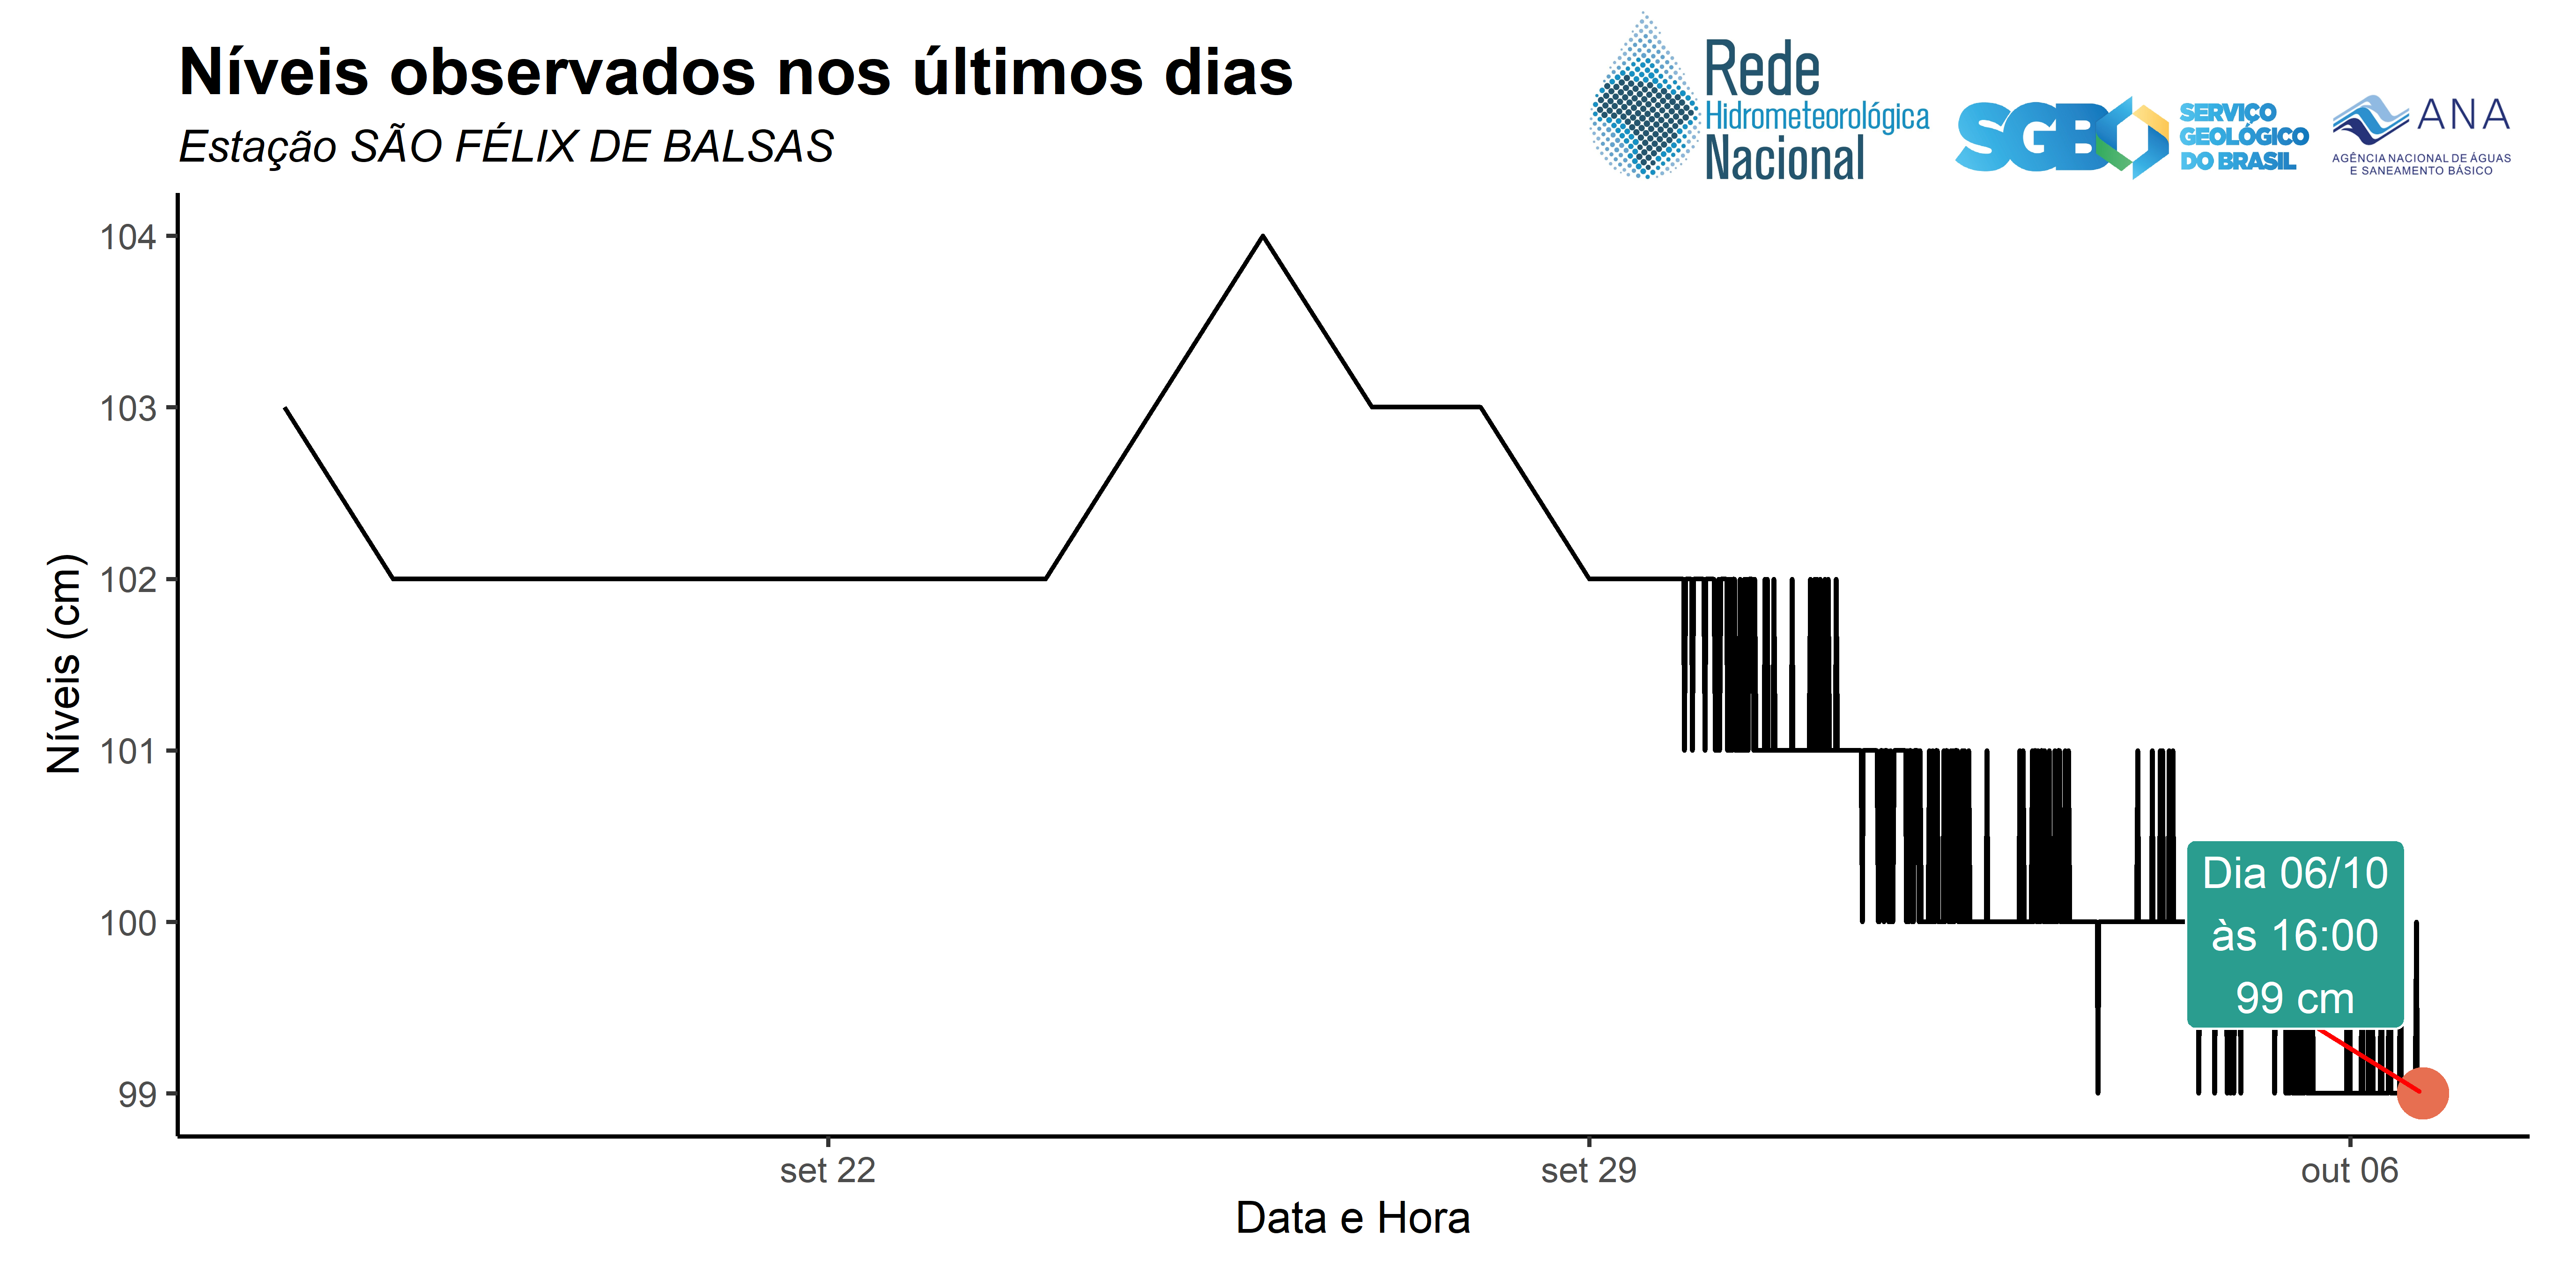 Níveis observados nos últimos dias
Estação SÃO FÉLIX DE BALSAS
Rede
Hidrometeorológica
Nacional
SGB
SERVIÇO
GEOLÓGICO
DO BRASIL
ANA
AGÊNCIA NACIONAL DE ÁGUAS
E SANEAMENTO BÁSICO
Níveis (cm)
104
103
102
101
100
99
Dia 06/10
às 16:00
99 cm
set 22
set 29
out 06
Data e Hora